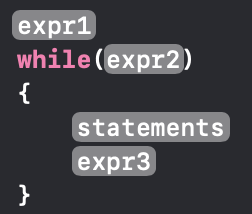 expr1
while(expr2)
{
    statements
    expr3
}